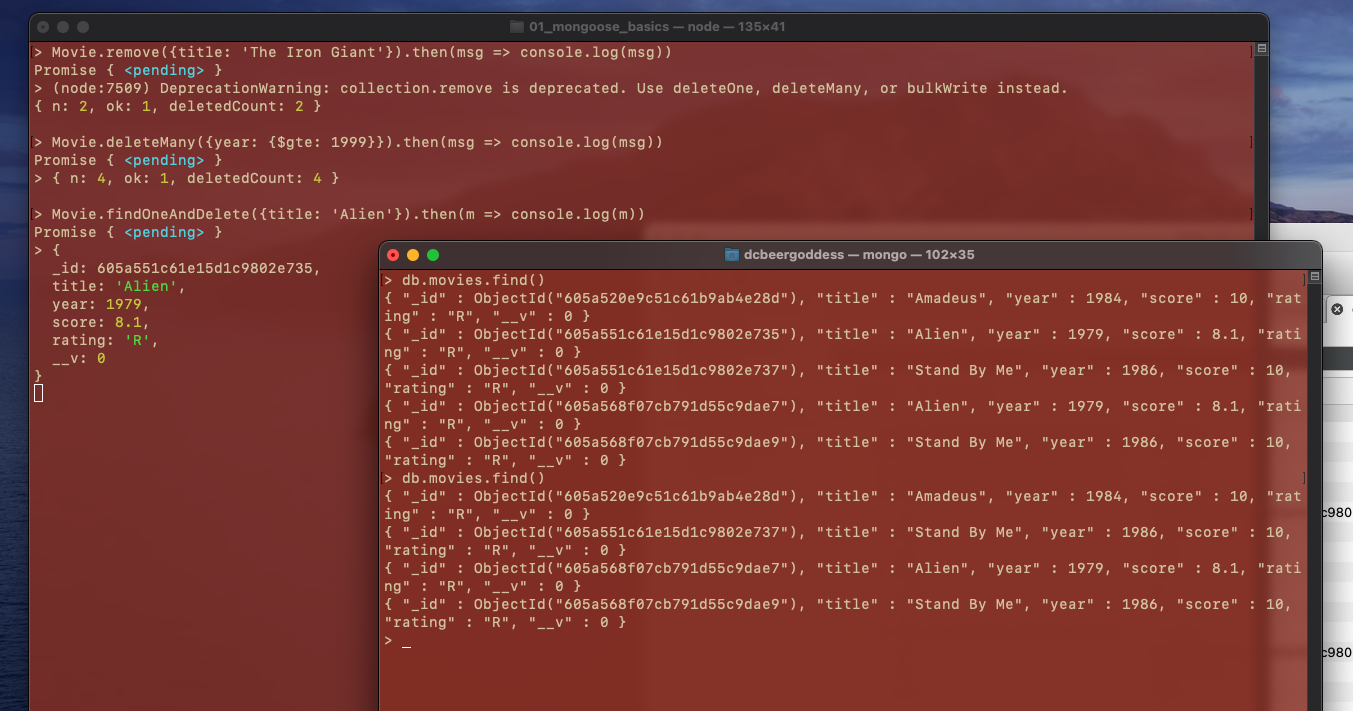 01_mongoose_basics — node — 135×41
> Movie.remove({title: 'The Iron Giant'}).then(msg => console.log(msg))
Promise { <pending> }
> (node:7509) DeprecationWarning: collection.remove is deprecated. Use deleteOne, deleteMany, or bulkWrite instead.
{ n: 2, ok: 1, deletedCount: 2 }
> Movie.deleteMany({year: {$gte: 1999}}).then(msg => console.log(msg))
Promise { <pending> }
> { n: 4, ok: 1, deletedCount: 4 }
> Movie.findOneAndDelete({title: 'Alien'}).then(m => console.log(m))
Promise { <pending> }
> {
_id: 605a551c61e15d1c9802e735,
title: 'Alien',
year: 1979,
score: 8.1,
rating: 'R',
__v: 0
}
dcbeergoddess — mongo — 102×35
> db.movies.find()
{ "_id" : ObjectId("605a520e9c51c61b9ab4e28d"), "title" : "Amadeus", "year" : 1984, "score" : 10, "rat
ing" : "R", "__v" : 0 }
{ "_id" : ObjectId("605a551c61e15d1c9802e735"), "title" : "Alien", "year" : 1979, "score" : 8.1, "rati
ng" : "R", "__v" : 0 }
{ "_id" : ObjectId("605a551c61e15d1c9802e737"), "title" : "Stand By Me", "year" : 1986, "score" : 10,
"rating" : "R", "__v" : 0 }
{ "_id" : ObjectId("605a568f07cb791d55c9dae7"), "title" : "Alien", "year" : 1979, "score" : 8.1, "rati
ng" : "R", "__v" : 0 }
{ "_id" : ObjectId("605a568f07cb791d55c9dae9"), "title" : "Stand By Me", "year" : 1986, "score" : 10,
"rating" : "R", "__v" : 0 }
> db.movies.find()
{ "_id" : ObjectId("605a520e9c51c61b9ab4e28d"), "title" : "Amadeus", "year" : 1984, "score" : 10, "rat
ing" : "R", "__v" : 0 }
{ "_id" : ObjectId("605a551c61e15d1c9802e737"), "title" : "Stand By Me", "year" : 1986, "score" : 10,
"rating" : "R", "__v" : 0 }
{ "_id" : ObjectId("605a568f07cb791d55c9dae7"), "title" : "Alien", "year" : 1979, "score" : 8.1, "rati
ng" : "R", "__v" : 0 }
{ "_id" : ObjectId("605a568f07cb791d55c9dae9"), "title" : "Stand By Me", "year" : 1986, "score" : 10,
"rating" : "R", "__v" : 0 }
> _
c980
c980